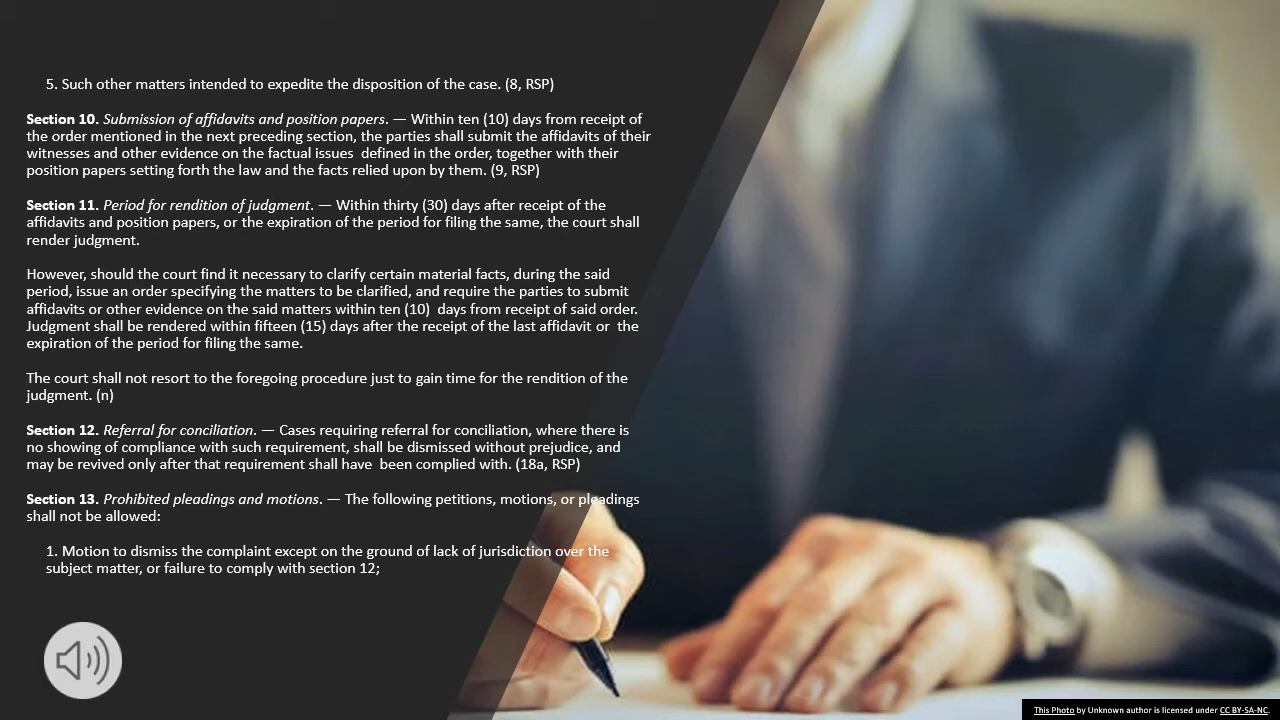 5. Such other matters intended to expedite the disposition of the case. (8, RSP)
Section 10. Submission of affidavits and position papers. — Within ten (10) days from receipt of
the order mentioned in the next preceding section, the parties shall submit the affidavits of their
witnesses and other evidence on the factual issues  defined in the order, together with their
position papers setting forth the law and the facts relied upon by them. (9, RSP)
Section 11. Period for rendition of judgment. — Within thirty (30) days after receipt of the
affidavits and position papers, or the expiration of the period for filing the same, the court shall
render judgment.
However, should the court find it necessary to clarify certain material facts, during the said
period, issue an order specifying the matters to be clarified, and require the parties to submit
affidavits or other evidence on the said matters within ten (10)  days from receipt of said order.
Judgment shall be rendered within fifteen (15) days after the receipt of the last affidavit or  the
expiration of the period for filing the same.
The court shall not resort to the foregoing procedure just to gain time for the rendition of the
judgment. (n)
Section 12. Referral for conciliation. — Cases requiring referral for conciliation, where there is
no showing of compliance with such requirement, shall be dismissed without prejudice, and
may be revived only after that requirement shall have  been complied with. (18a, RSP)
Section 13. Prohibited pleadings and motions. — The following petitions, motions, or pleadings
shall not be allowed:
1. Motion to dismiss the complaint except on the ground of lack of jurisdiction over the
subject matter, or failure to comply with section 12;
This Photo by Unknown author is licensed under CC BY-SA-NC.